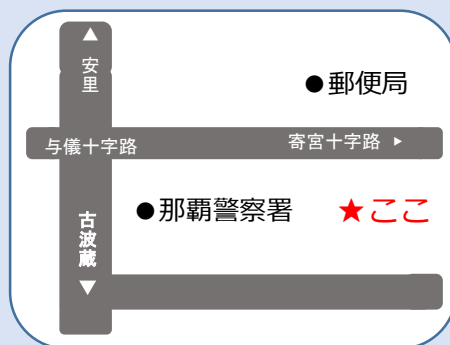 ▲
安里
●郵便局
与儀十字路
寄宮十字路 ▶
●那覇警察署
★ここ
古波蔵
▼